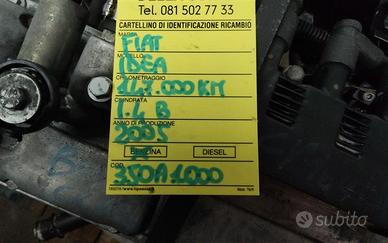 Tel. 081 502 77 33
CARTELLINO DI IDENTIFICAZIONE RICAMBIO
MARCA
FIAT
MODELLO
IDEA
CHILOMETRAGGIO
147.000 KM
CILINDRATA
1.4 B
ANNO DI PRODUZIONE
2005
BENZINA DIESEL
COD.
350A1000
subito